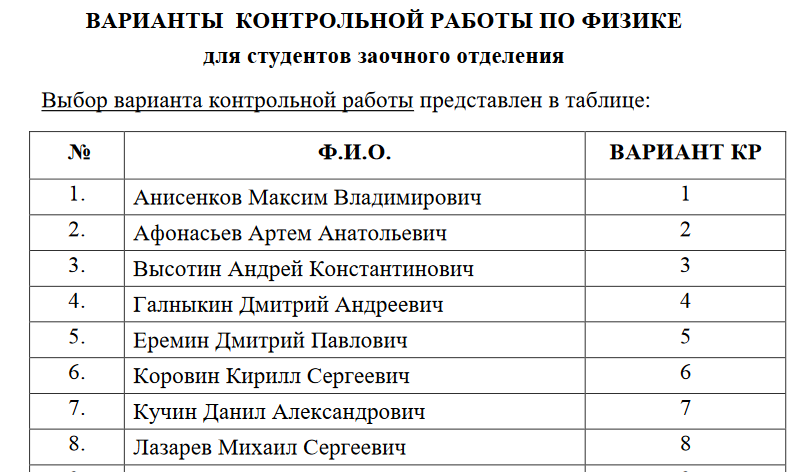 ВАРИАНТЫ КОНТРОЛЬНОЙ РАБОТЫ ПО ФИЗИКЕ
для студентов заочного отделения
Выбор варианта контрольной работы представлен в таблице:
№ Ф.И.О. ВАРИАНТ КР
1. Анисенков Максим Владимирович 1
2. Афонасьев Артем Анатольевич 2
3. Высотин Андрей Константинович 3
4. Галныкин Дмитрий Андреевич 4
5. Еремин Дмитрий Павлович 5
6. Коровин Кирилл Сергеевич 6
7. Кучин Данил Александрович 7
8. Лазарев Михаил Сергеевич 8